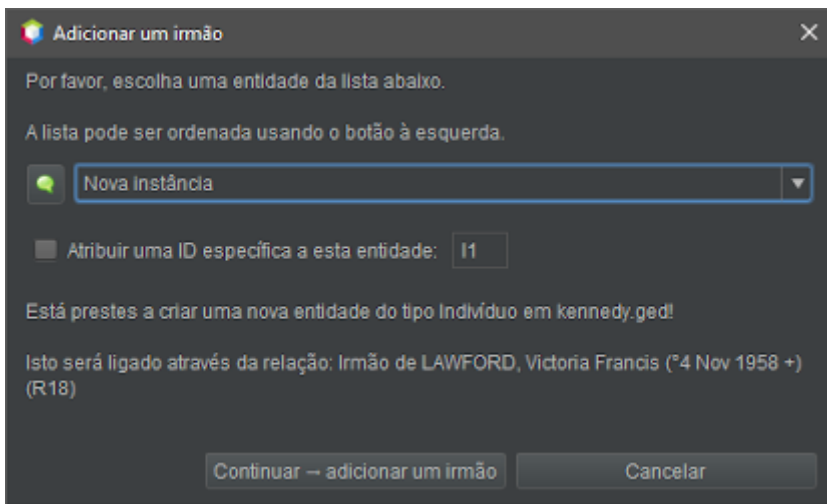 Adicionar um irmão
Por favor, escolha uma entidade da lista abaixo.
A lista pode ser ordenada usando o botão à esquerda.
Nova instância
Atribuir uma ID específica a esta entidade: I1
Está prestes a criar uma nova entidade do tipo Indivíduo em kennedy.ged!
Isto será ligado através da relação: Irmão de LAWFORD, Victoria Francis (°4 Nov 1958 +)
(R18)
Continuar – adicionar um irmão Cancelar